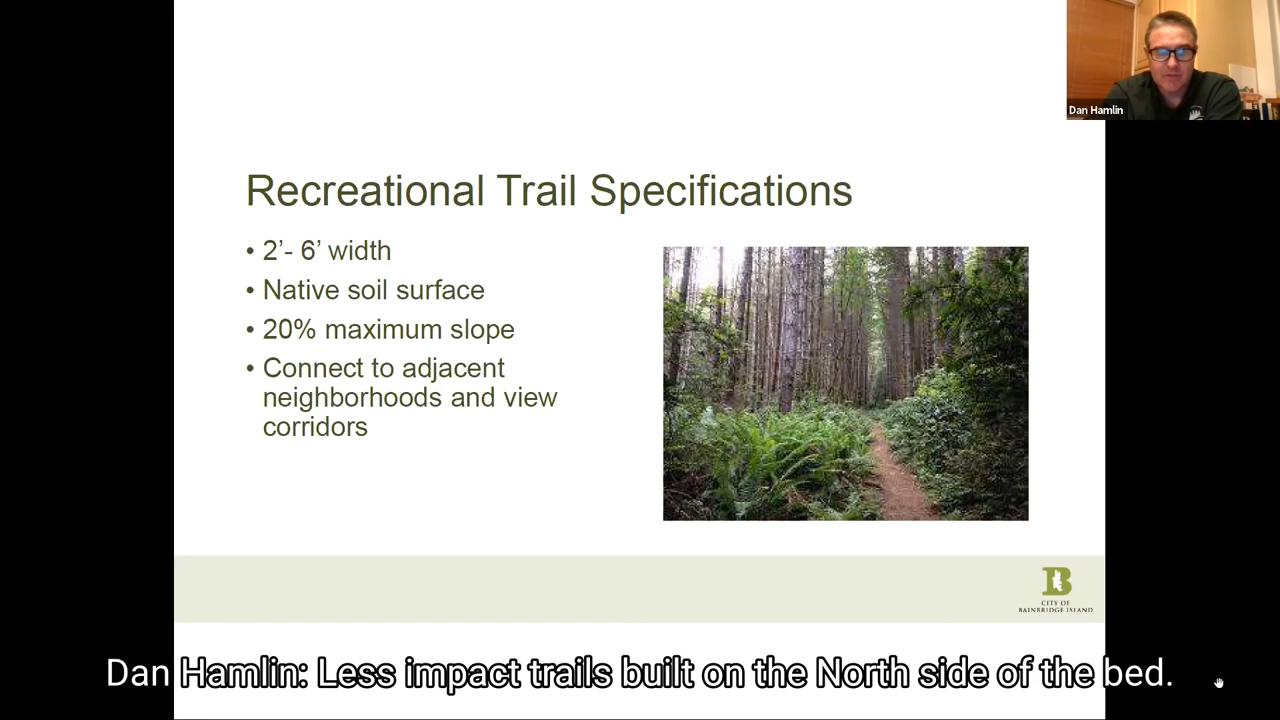 Dan Hamlin
Recreational Trail Specifications
• 2’- 6’ width
• Native soil surface
• 20% maximum slope
• Connect to adjacent
neighborhoods and view
corridors
B
CITY OF
BAINBRIDGE ISLAND
Dan Hamlin: Less impact trails built on the North side of the bed.